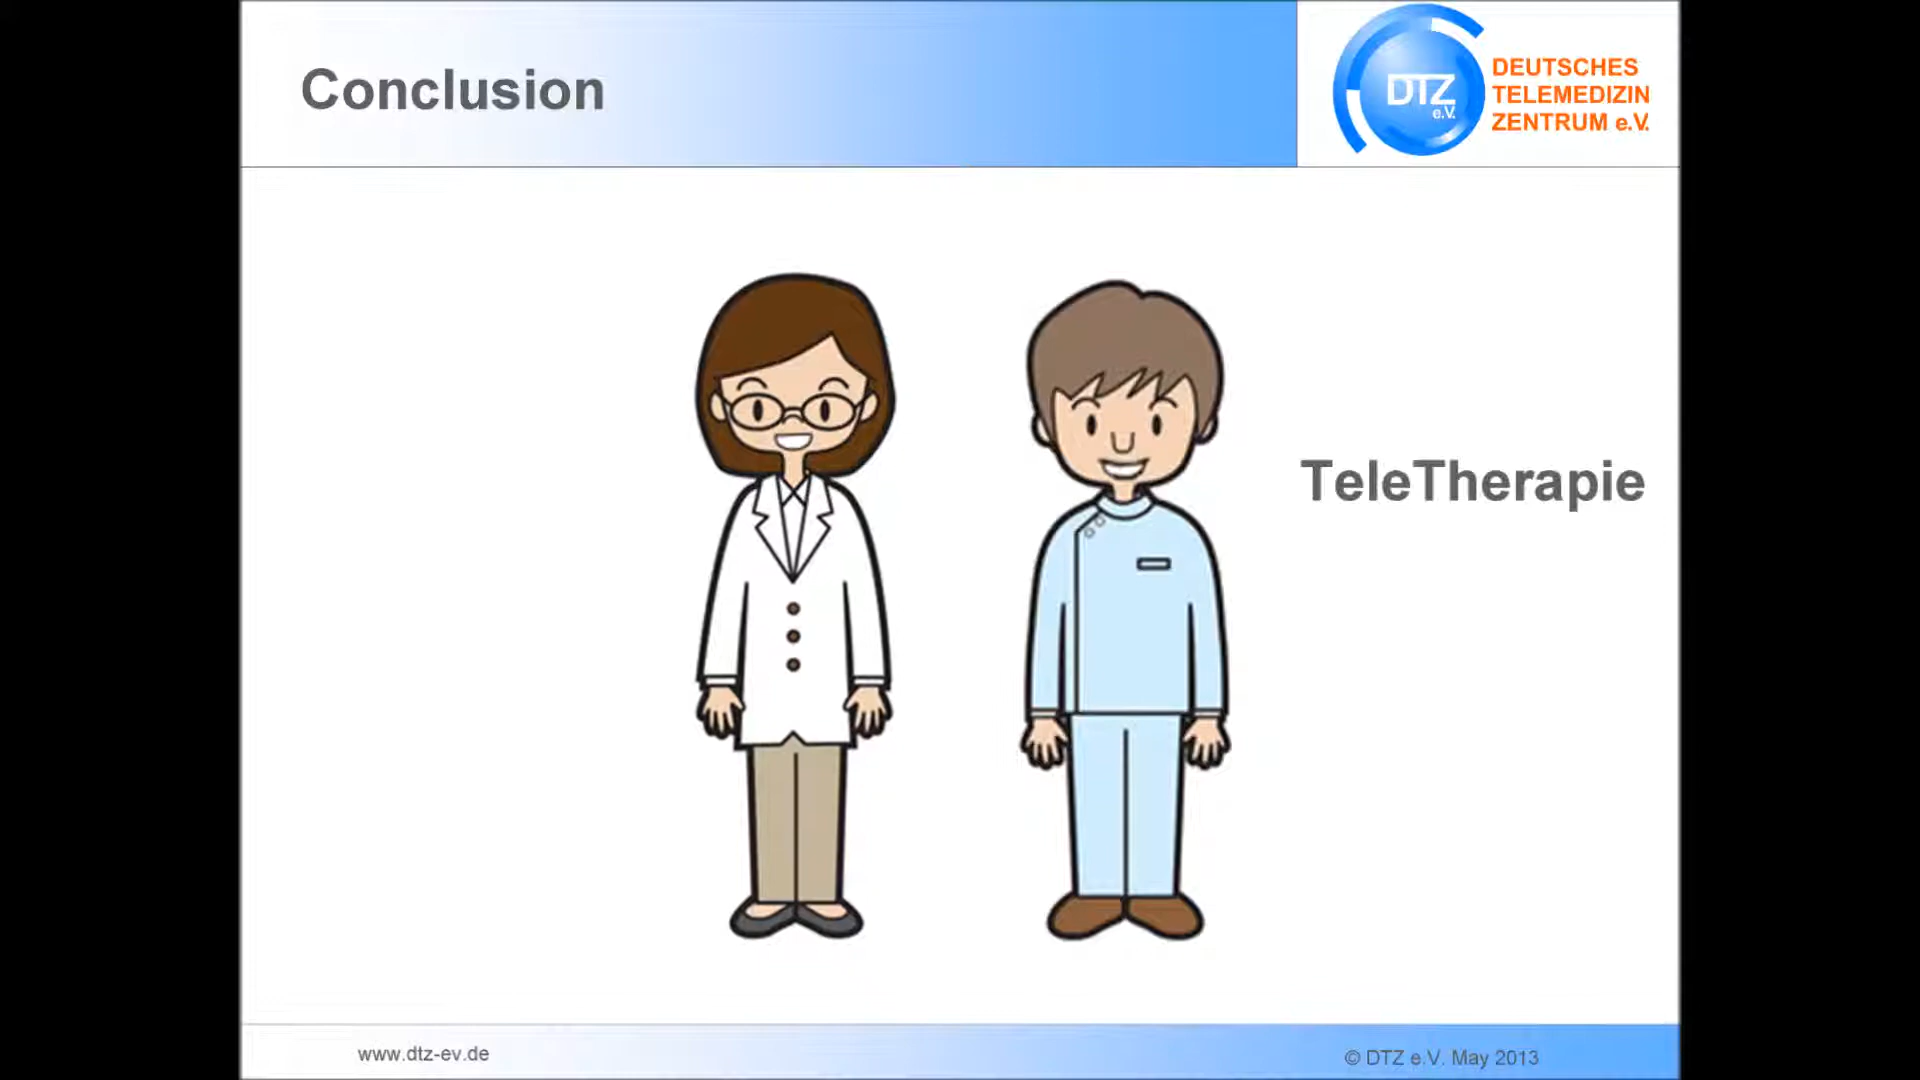 Conclusion
DTZ
e.V.
DEUTSCHES
TELEMEDIZIN
ZENTRUM e.V.
TeleTherapie
www.dtz-ev.de
© DTZ e.V. May 2013